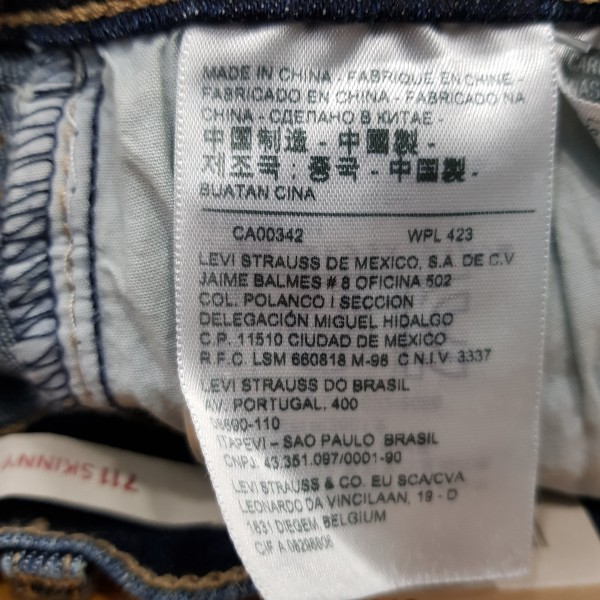 MADE IN CHINA - FABRIQUE EN CHINE -
FABRICADO EN CHINA - FABRICADO NA
CHINA - СДЕЛАНО В КИТАЕ -
中国制造 - 中國製 -
제조국 : 중국 - 中国製 -
BUATAN CINA
CA00342 WPL 423
LEVI STRAUSS DE MEXICO, S.A. DE C.V
JAIME BALMES # 8 OFICINA 502
COL. POLANCO I SECCION
DELEGACIÓN MIGUEL HIDALGO
C.P. 11510 CIUDAD DE MÉXICO
R.F.C. LSM 660818 M-98 C.N.I.V. 3337
LEVI STRAUSS DO BRASIL
AV. PORTUGAL, 400
06690-110
ITAPEVI – SAO PAULO BRASIL
CNPJ. 43.351.097/0001-90
LEVI STRAUSS & CO. EU SCA/CVA
LEONARDO DA VINCILAAN, 19 - D
1831 DIEGEM BELGIUM
CIF A 08298606
711 SKINNY